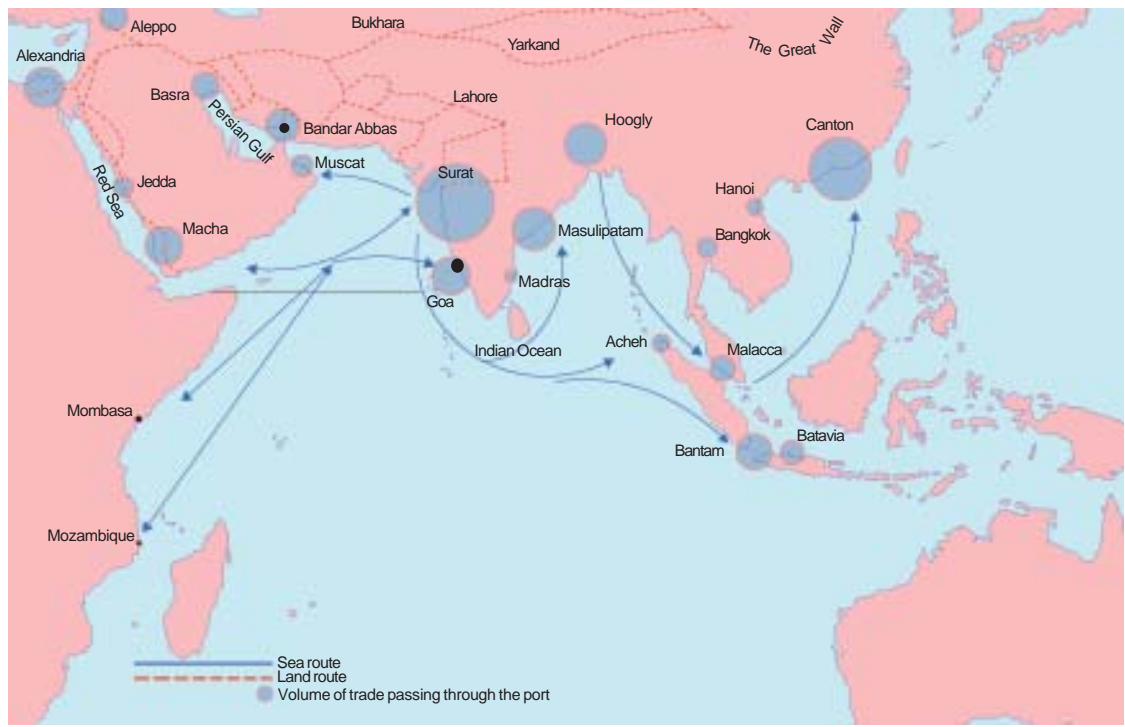 Aleppo
Bukhara
The Great Wall
Yarkand
Alexandria
Basra
Lahore
Persian Gulf
Bandar Abbas
Hoogly
Canton
Muscat
Surat
Red Sea
Jedda
Hanoi
Macha
Masulipatam
Bangkok
Madras
Goa
Indian Ocean
Acheh
Malacca
Mombasa
Bantam
Batavia
Mozambique
Sea route
Land route
Volume of trade passing through the port